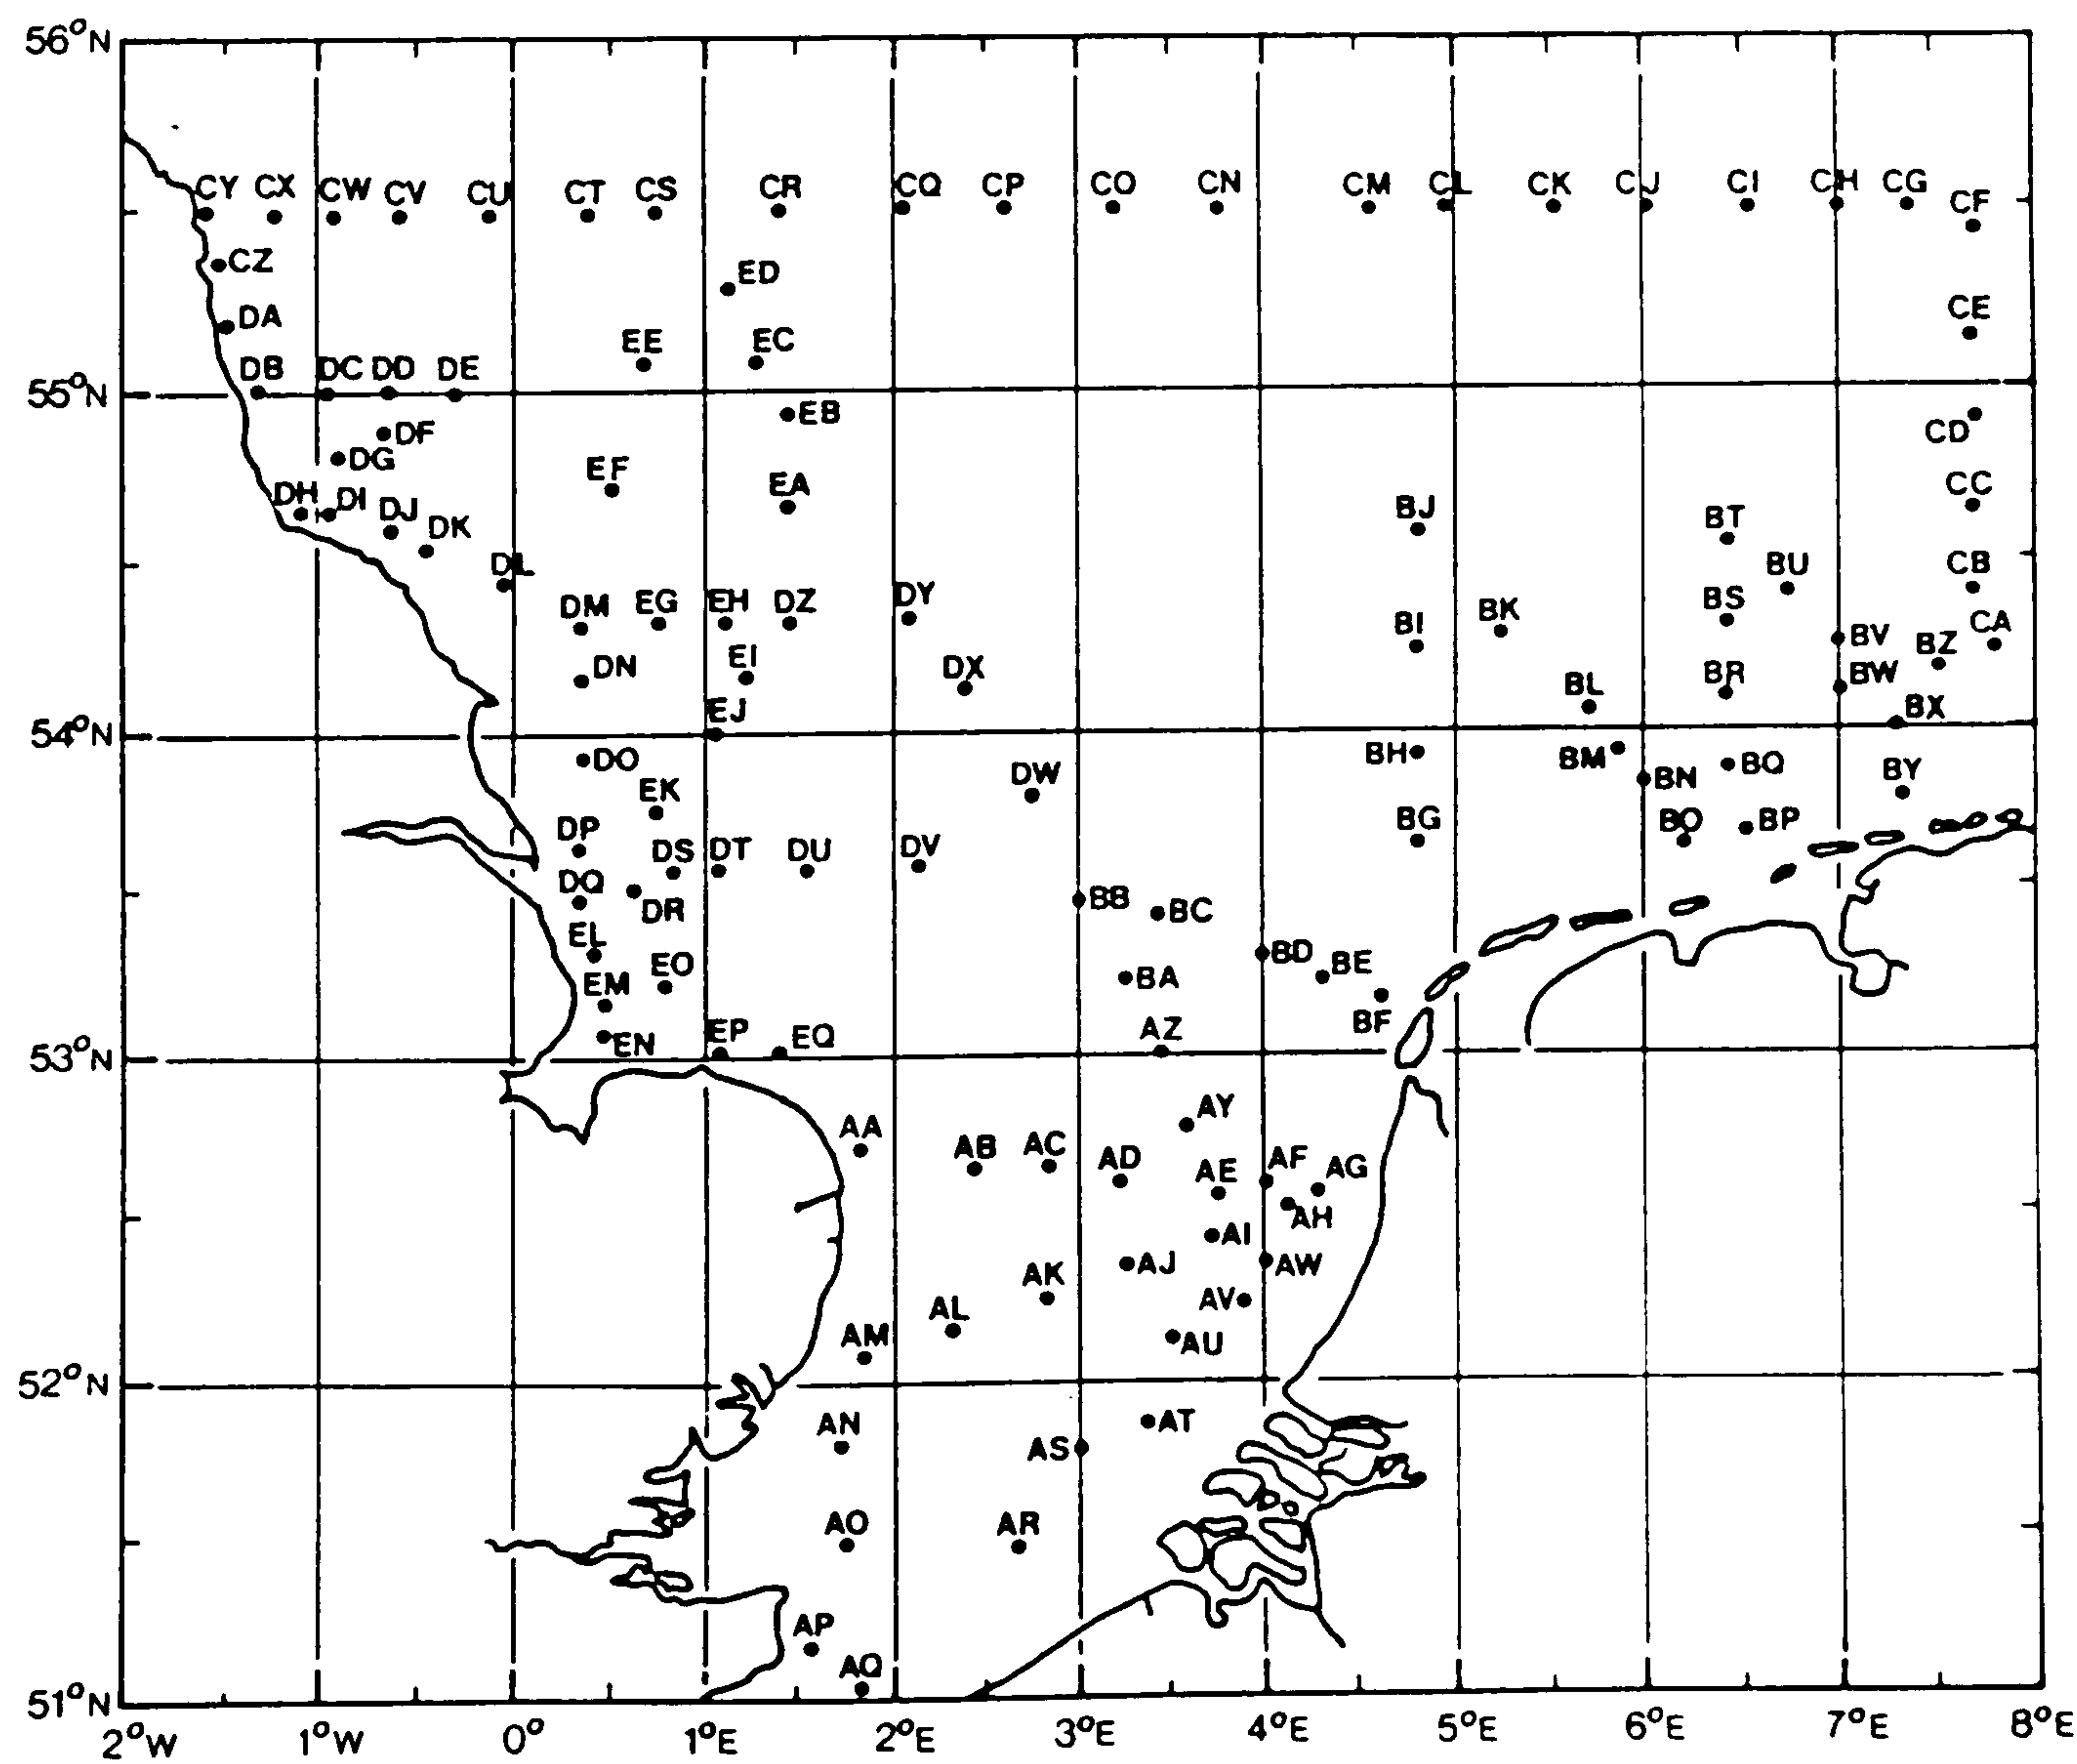 56°N
CY CX CW CV CU CT CS CR CQ CP CO CN CM CL CK CJ CI CH CG CF
CZ ED
DA EE EC CE
DB DC DD DE
55°N
EB CD
DF
DG EF EA CC
DH DI DJ DK BJ BT
DL BU CB
DM EG EH DZ DY BI BK BS BV BZ CA
DN EI DX BL BR BW
EJ BX
54°N
DO BH BM BN BQ BY
EK DW
DP DS DT DU DV BG BO BP
DQ DR BB BC
EL EO BD BE
EM BA
EN EP EQ AZ BF
53°N
AA AY
AB AC AD AE AF AG
AH
AI
AJ AW
AK AV
AL
AM AU
52°N
AN AT
AS
AO AR
AP
AQ
51°N
2°W 1°W 0° 1°E 2°E 3°E 4°E 5°E 6°E 7°E 8°E